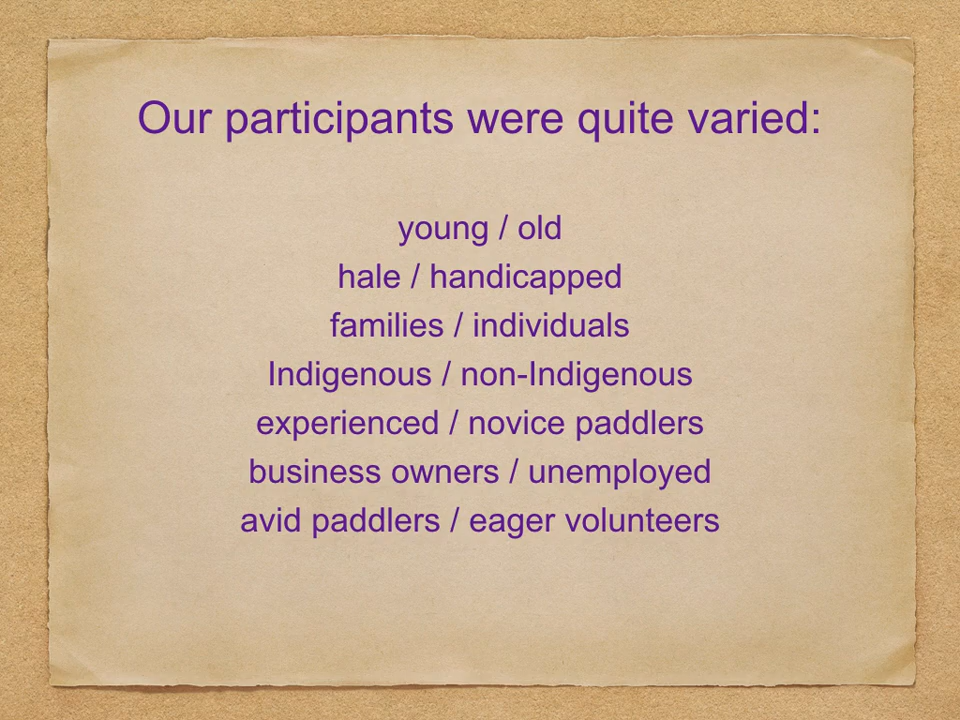 Our participants were quite varied:
young / old
hale / handicapped
families / individuals
Indigenous / non-Indigenous
experienced / novice paddlers
business owners / unemployed
avid paddlers / eager volunteers